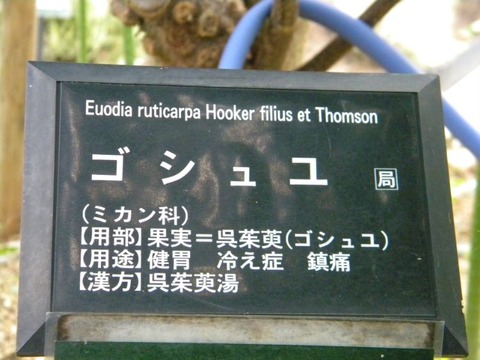 Euodia ruticarpa Hooker filius et Thomson
ゴシュユ 局
(ミカン科)
【用部】果実=呉茱萸(ゴシュユ)
【用途】健胃 冷え症 鎮痛
【漢方】呉茱萸湯